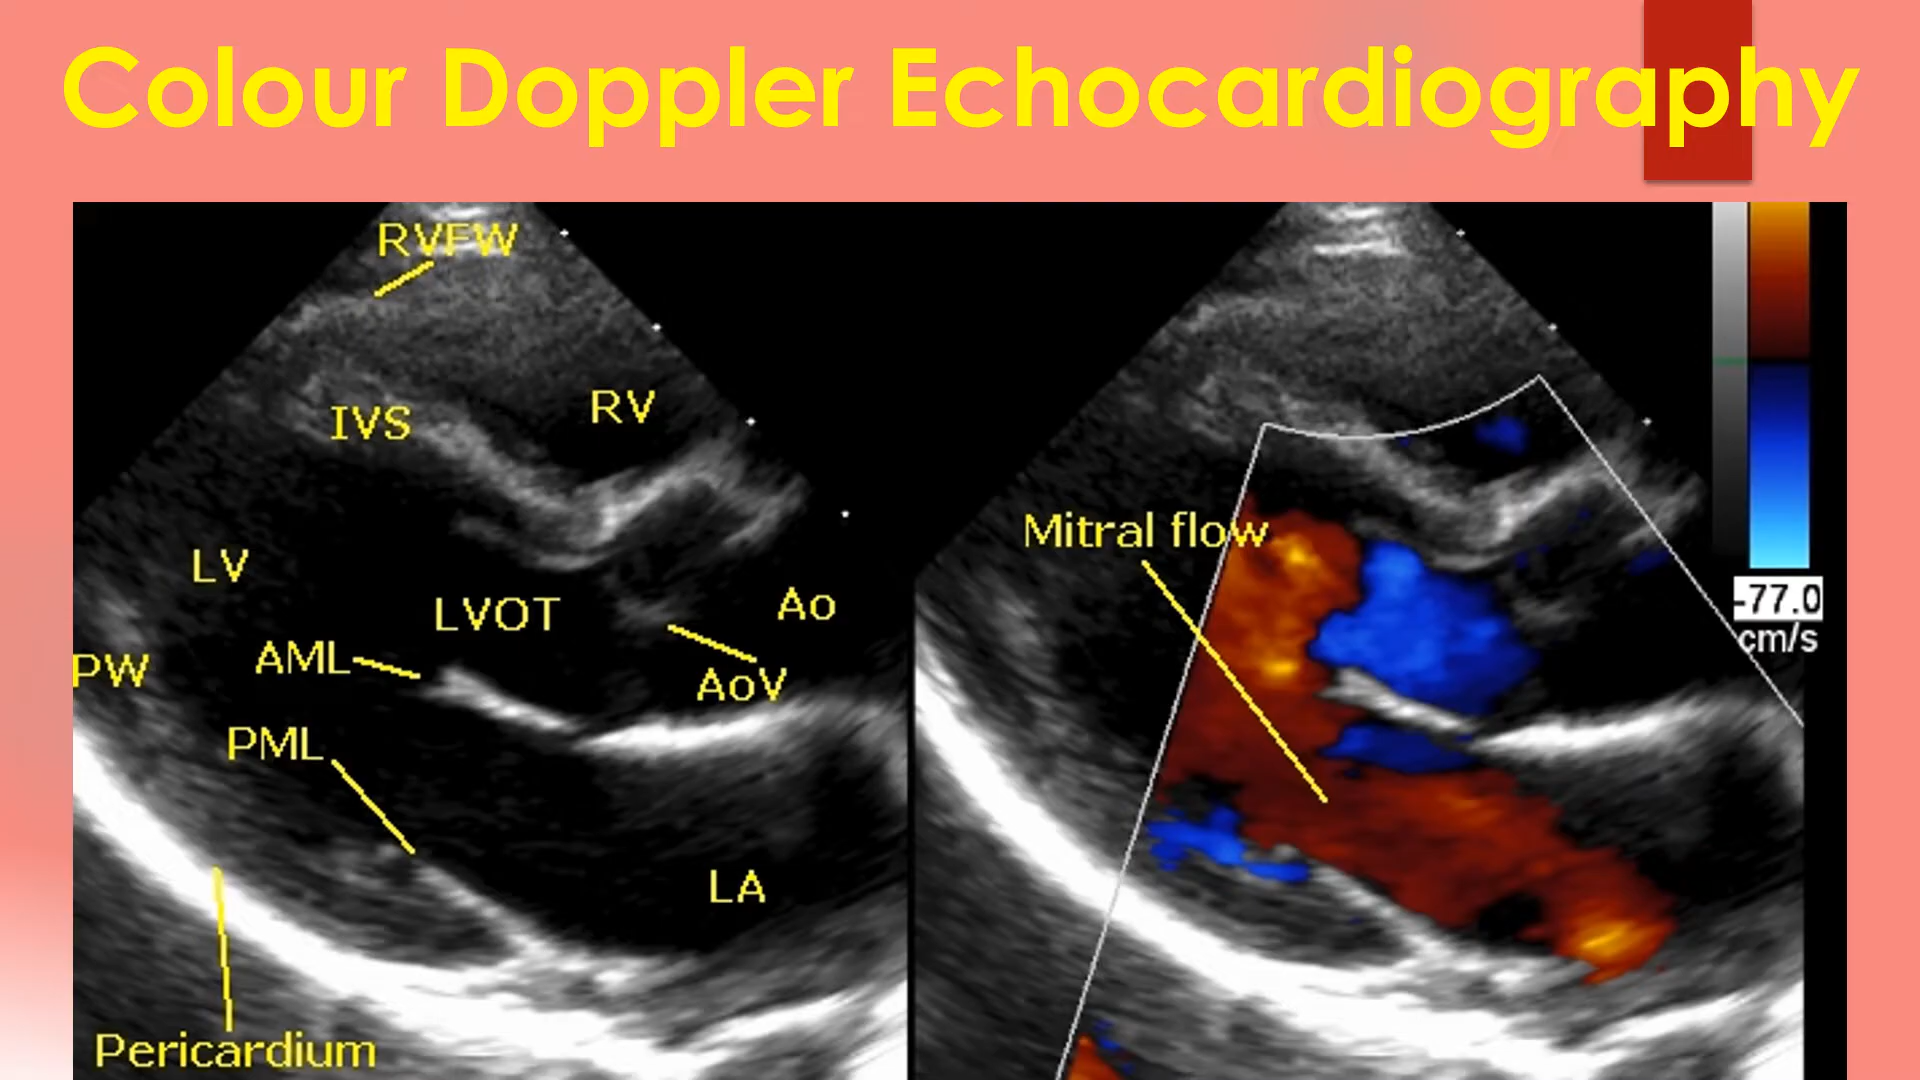 Colour Doppler Echocardiography
RVFW
RV
IVS
LV
LVOT
Ao
AML
PW
AoV
PML
LA
Pericardium
Mitral flow
-77.0
cm/s